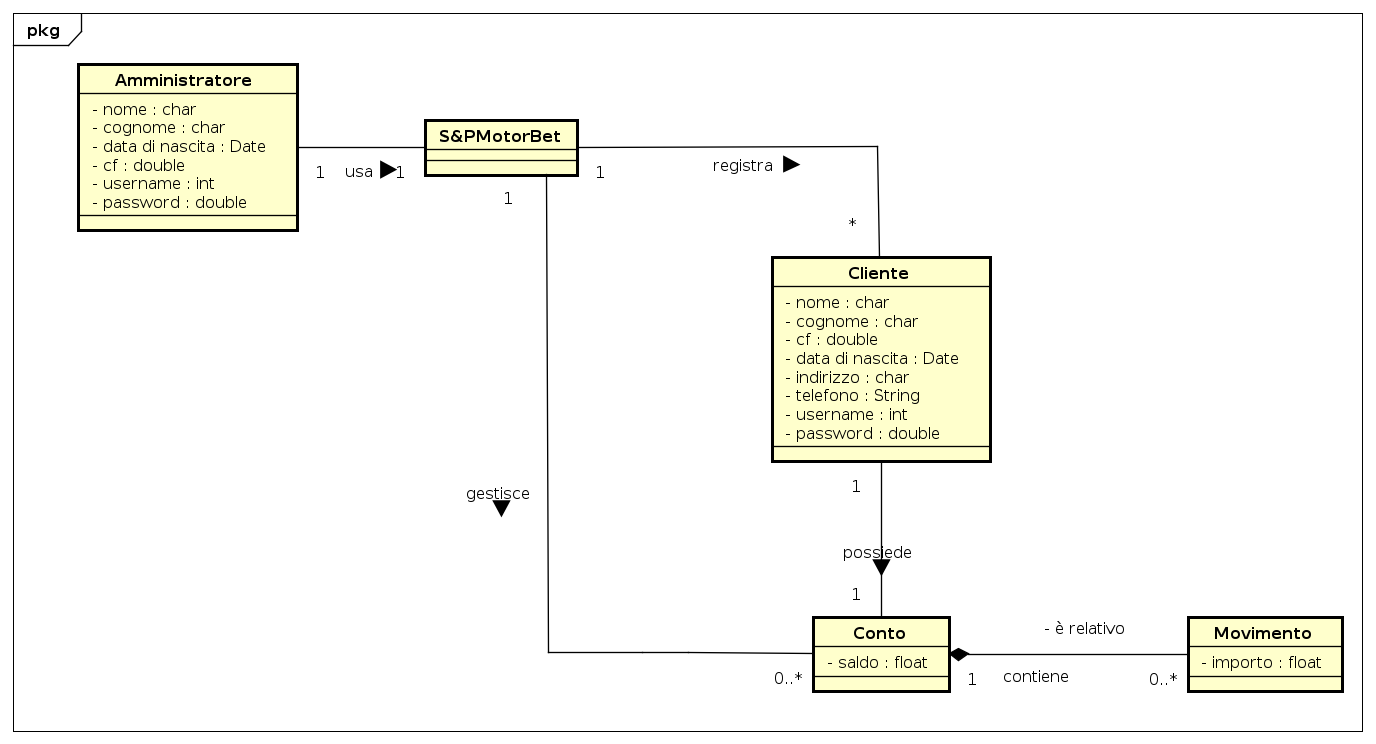 pkg
Amministratore
- nome : char
- cognome : char
- data di nascita : Date
- cf : double
- username : int
- password : double
1
usa
1
S&PMotorBet
1
registra
*
1
Cliente
- nome : char
- cognome : char
- cf : double
- data di nascita : Date
- indirizzo : char
- telefono : String
- username : int
- password : double
1
gestisce
possiede
1
Conto
- saldo : float
0..*
1
- è relativo
contiene
0..*
Movimento
- importo : float